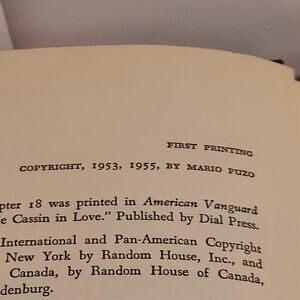 FIRST PRINTING
COPYRIGHT, 1953, 1955, BY MARIO PUZO
pter 18 was printed in American Vanguard
e Cassin in Love." Published by Dial Press.
International and Pan-American Copyright
New York by Random House, Inc., and
Canada, by Random House of Canada,
denburg.